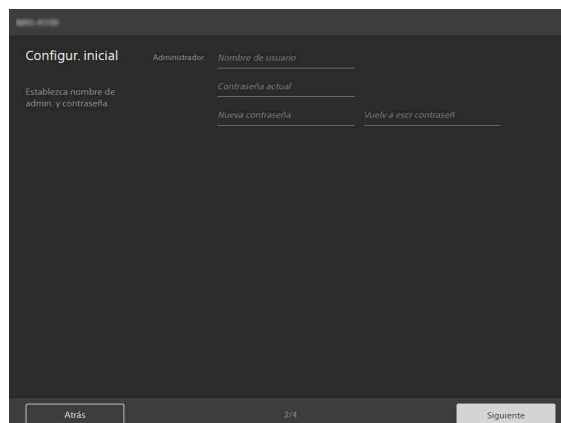 Configur. inicial
Administrador
Nombre de usuario
Establezca nombre de
admin. y contraseña.
Contraseña actual
Nueva contraseña
Vuelv a escr contraseñ
Atrás
2/4
Siguiente